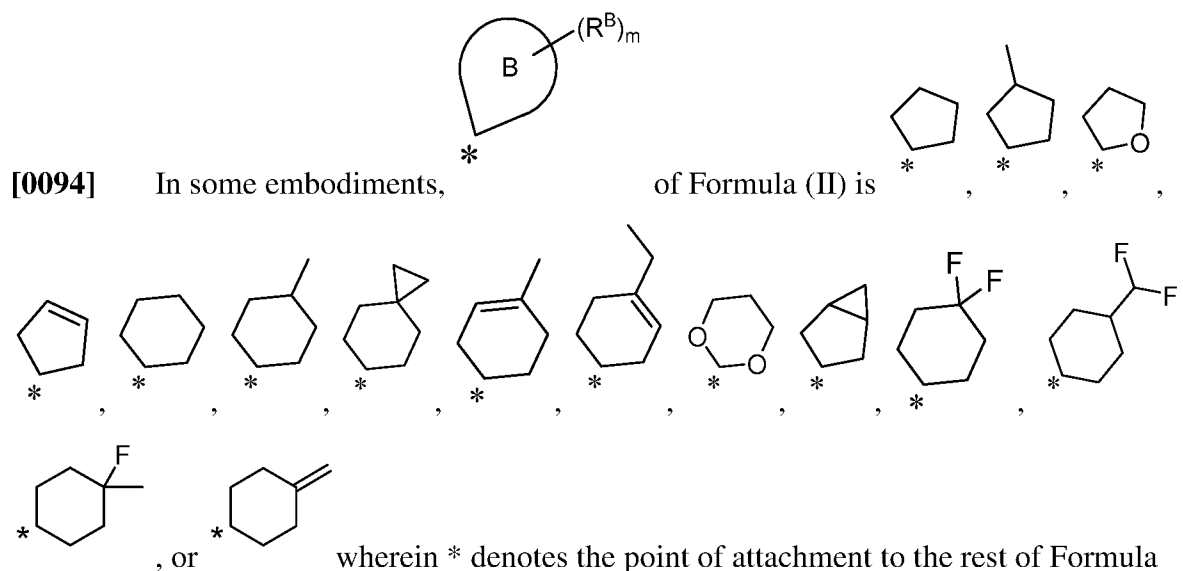 (R^B)_m
B
*
[0094] In some embodiments, of Formula (II) is * , * , * O ,
* , * , * , * , * , * , O * O , * , F F * , F F * ,
F * , or * wherein * denotes the point of attachment to the rest of Formula